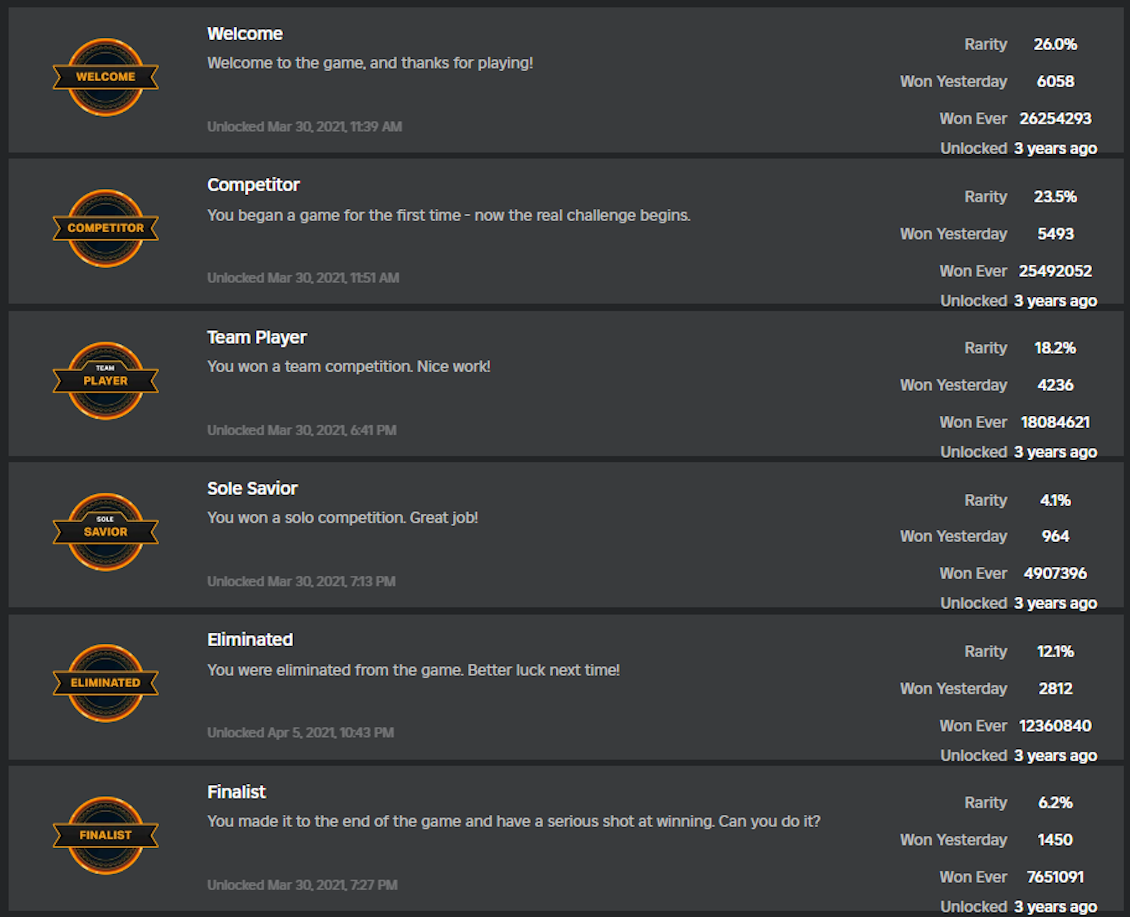 Welcome
WELCOME
Welcome to the game, and thanks for playing!
Unlocked Mar 30, 2021, 11:39 AM
Rarity 26.0%
Won Yesterday 6058
Won Ever 26254293
Unlocked 3 years ago
Competitor
COMPETITOR
You began a game for the first time - now the real challenge begins.
Unlocked Mar 30, 2021, 11:51 AM
Rarity 23.5%
Won Yesterday 5493
Won Ever 25492052
Unlocked 3 years ago
Team Player
TEAM
PLAYER
You won a team competition. Nice work!
Unlocked Mar 30, 2021, 6:41 PM
Rarity 18.2%
Won Yesterday 4236
Won Ever 18084621
Unlocked 3 years ago
Sole Savior
SOLE
SAVIOR
You won a solo competition. Great job!
Unlocked Mar 30, 2021, 7:13 PM
Rarity 4.1%
Won Yesterday 964
Won Ever 4907396
Unlocked 3 years ago
Eliminated
ELIMINATED
You were eliminated from the game. Better luck next time!
Unlocked Apr 5, 2021, 10:43 PM
Rarity 12.1%
Won Yesterday 2812
Won Ever 12360840
Unlocked 3 years ago
Finalist
FINALIST
You made it to the end of the game and have a serious shot at winning. Can you do it?
Unlocked Mar 30, 2021, 7:27 PM
Rarity 6.2%
Won Yesterday 1450
Won Ever 7651091
Unlocked 3 years ago